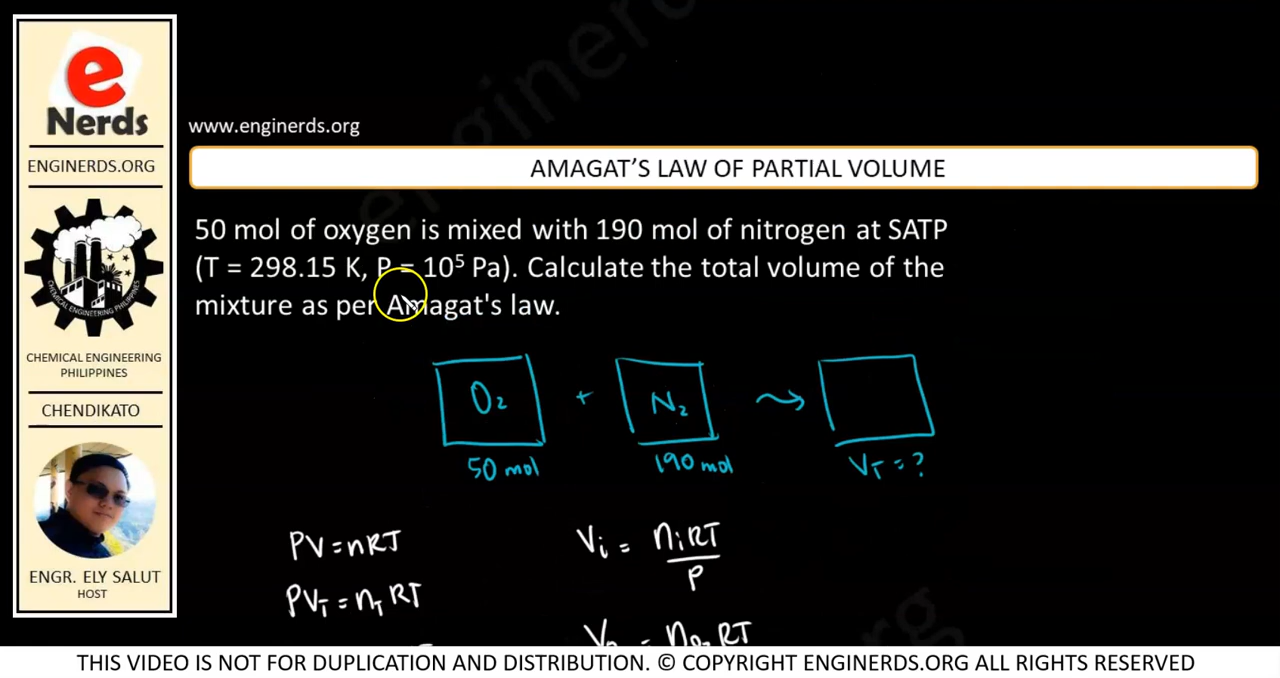 e
Nerds
ENGINERDS.ORG
CHEMICAL ENGINEERING PHILIPPINES
CHEMICAL ENGINEERING
PHILIPPINES
CHENDIKATO
ENGR. ELY SALUT
HOST
www.enginerds.org
AMAGAT'S LAW OF PARTIAL VOLUME
50 mol of oxygen is mixed with 190 mol of nitrogen at SATP
(T = 298.15 K, P = 10⁵ Pa). Calculate the total volume of the
mixture as per Amagat's law.
O₂ + N₂
50 mol 190 mol V_T = ?
PV = nRT
PV_T = n_T RT
V_i = n_i RT / P
THIS VIDEO IS NOT FOR DUPLICATION AND DISTRIBUTION. © COPYRIGHT ENGINERDS.ORG ALL RIGHTS RESERVED